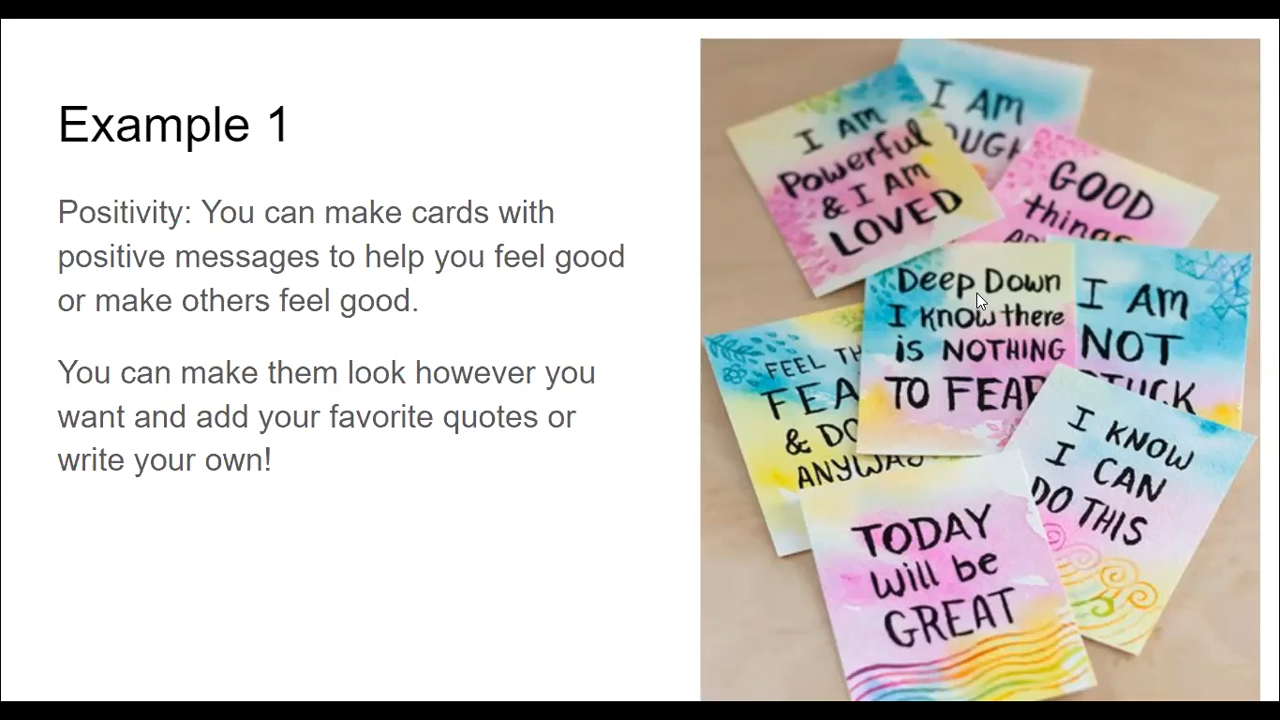 Example 1
Positivity: You can make cards with
positive messages to help you feel good
or make others feel good.
You can make them look however you
want and add your favorite quotes or
write your own!
I AM
I AM
Powerful
& I AM
LOVED
GOOD
things
Deep Down
I know there
is NOTHING
TO FEAR
I AM
NOT
FEEL
& DO
ANYWAY
I KNOW
I CAN
DO THIS
TODAY
will be
GREAT